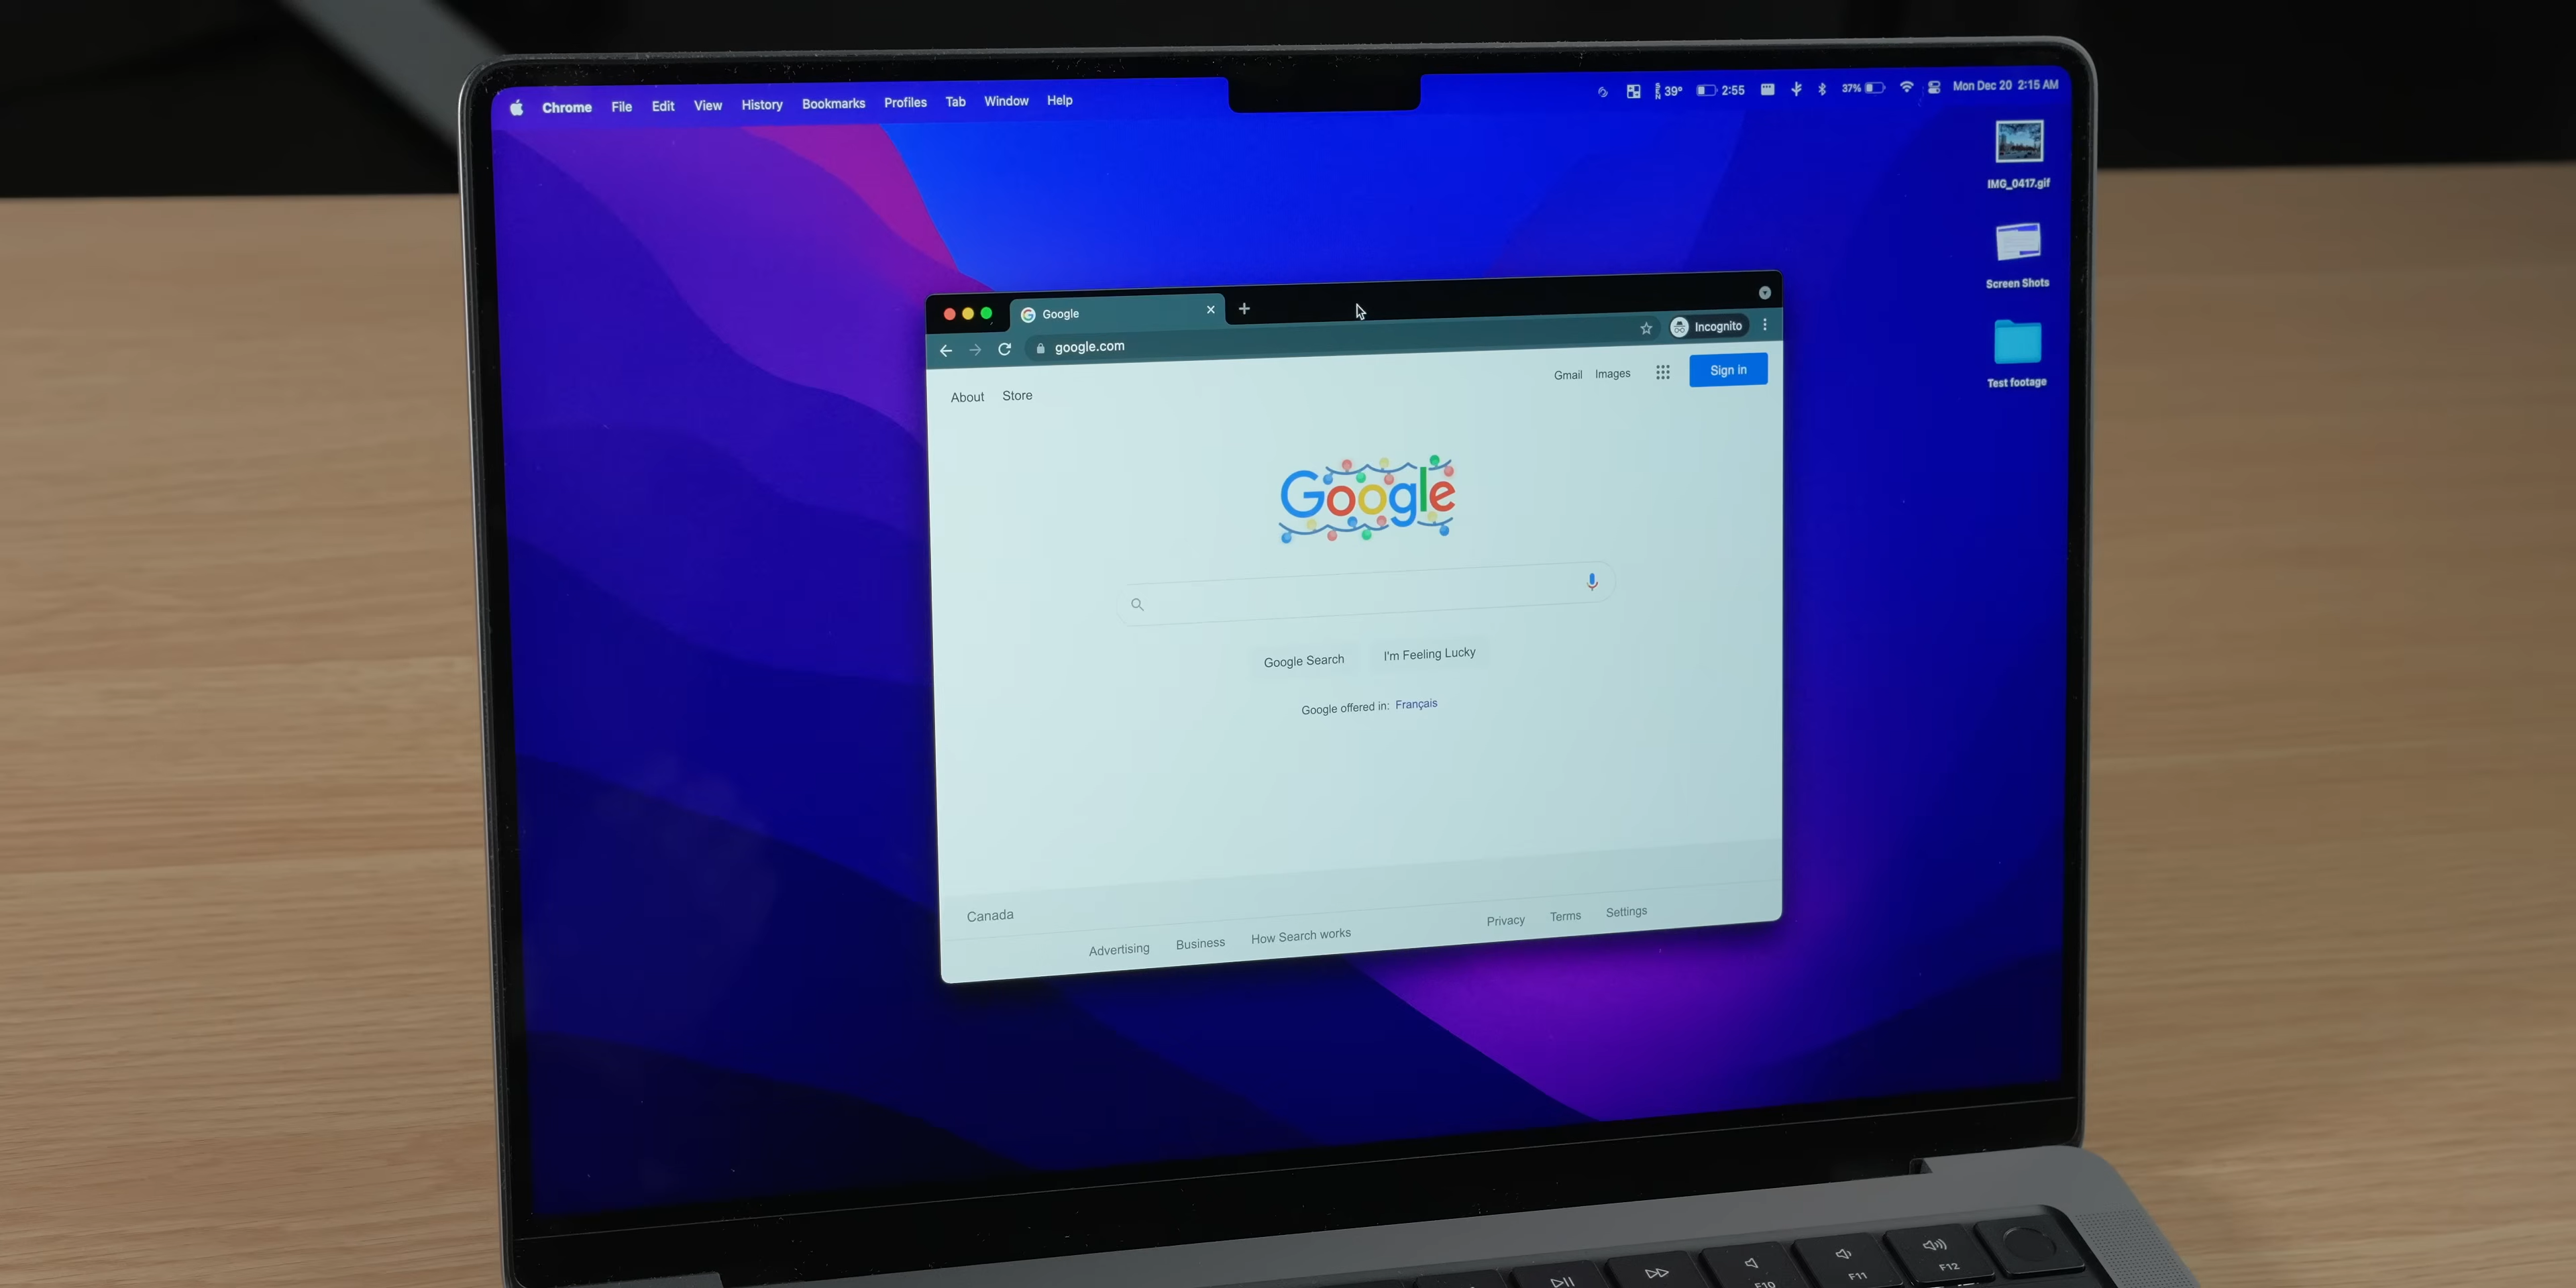 Chrome File Edit View History Bookmarks Profiles Tab Window Help
SEN 39° 2:55 37% Mon Dec 20 2:15 AM
IMG_0417.gif
Screen Shots
Test footage
Google
google.com
Incognito
About Store
Gmail Images Sign in
Google
Google Search I'm Feeling Lucky
Google offered in: Français
Canada
Advertising Business How Search works
Privacy Terms Settings
F10 F11 F12